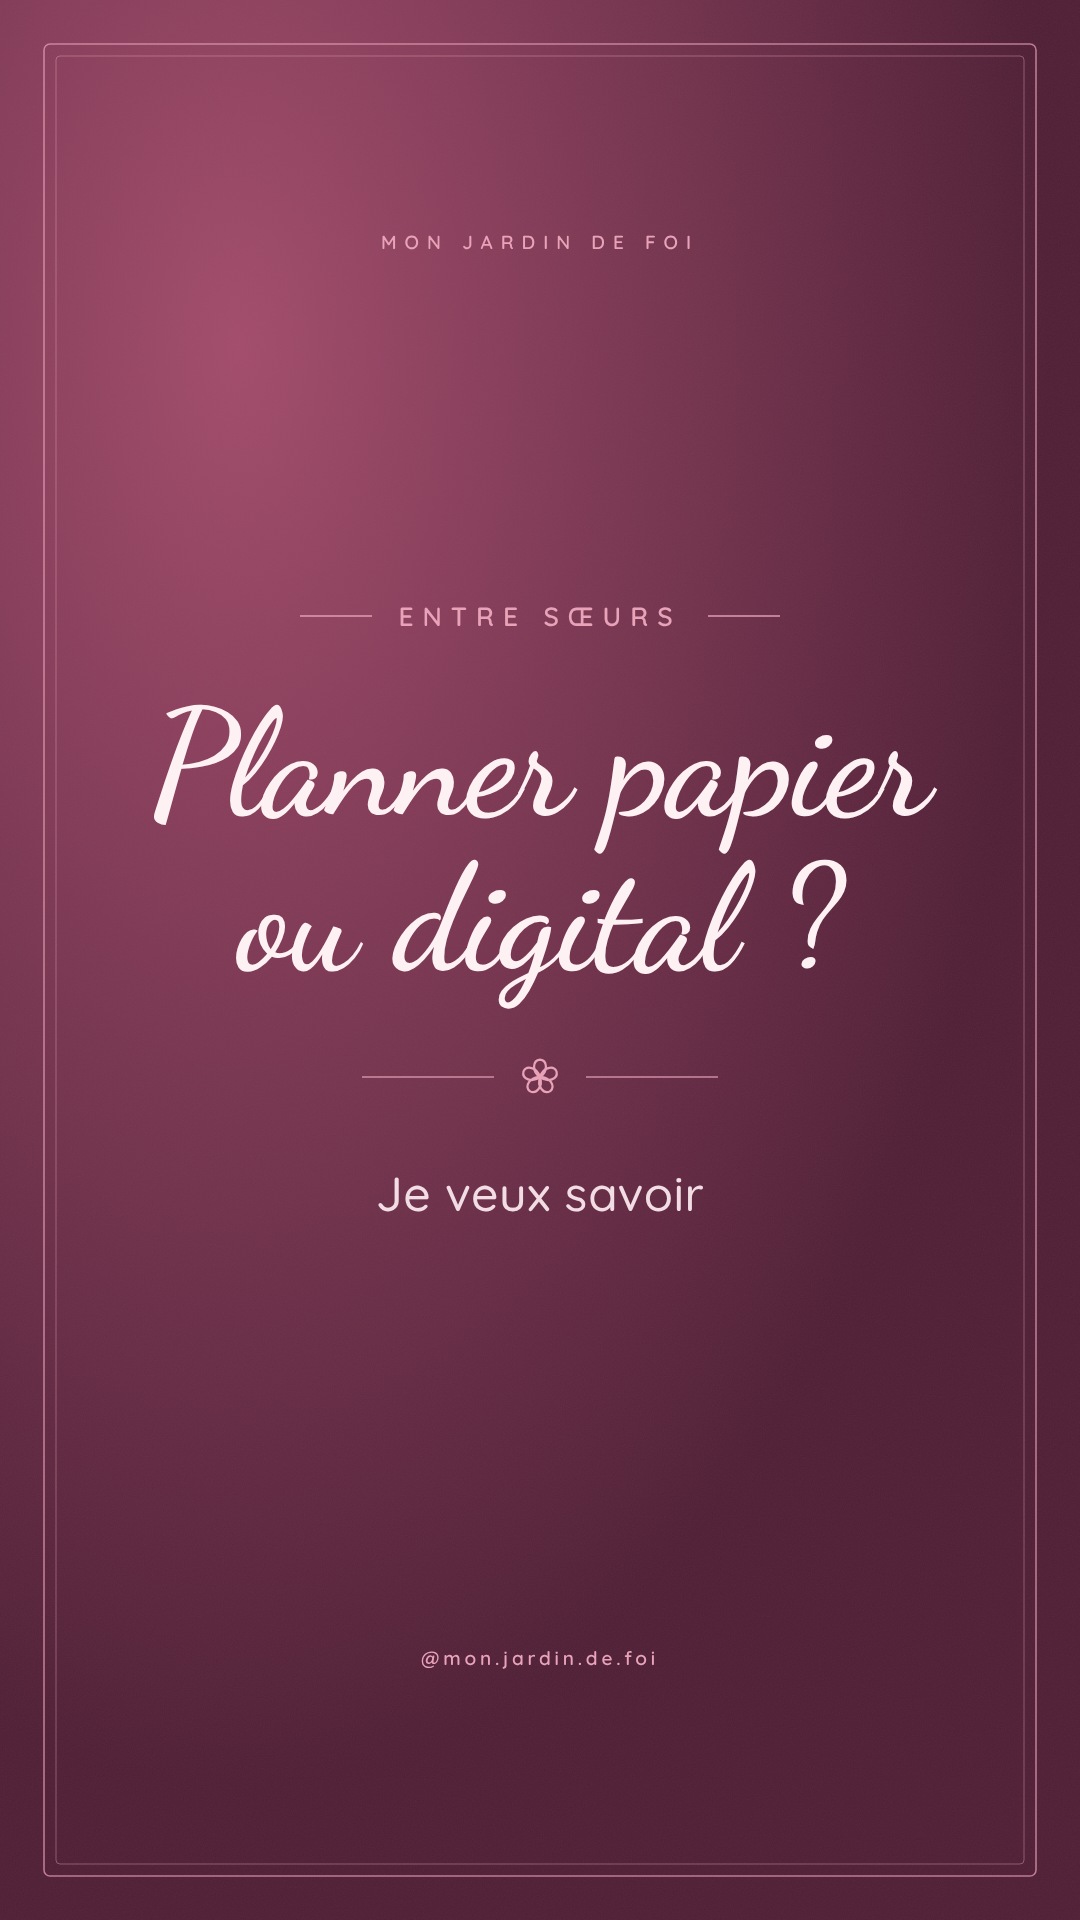 MON JARDIN DE FOI
ENTRE SŒURS
Planner papier
ou digital ?
Je veux savoir
@mon.jardin.de.foi